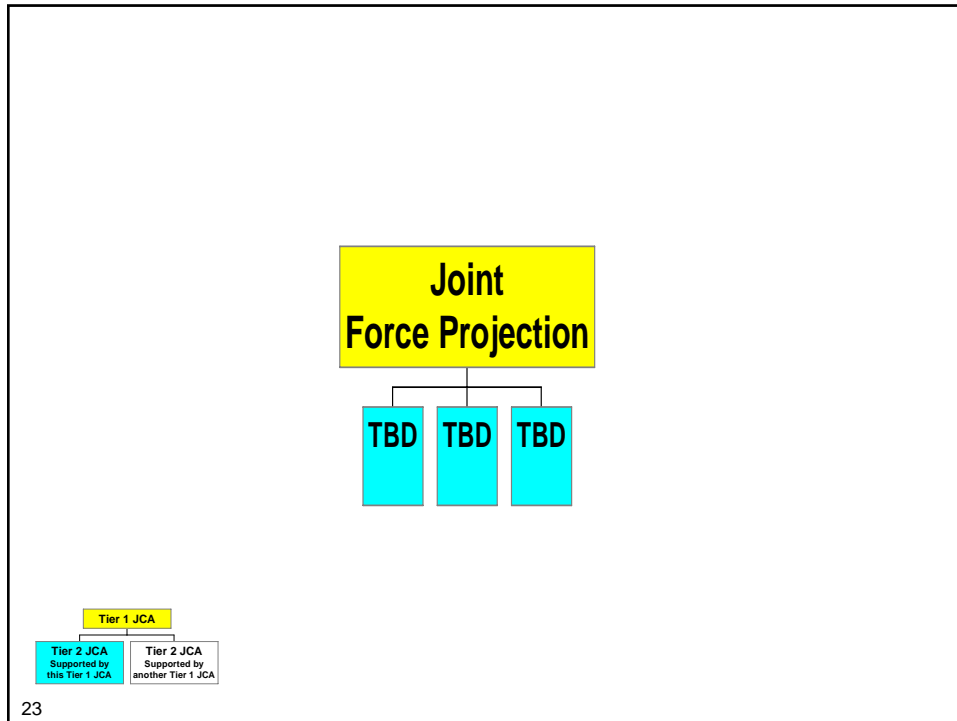 Joint
Force Projection
TBD TBD TBD
Tier 1 JCA
Tier 2 JCA
Supported by
this Tier 1 JCA
Tier 2 JCA
Supported by
another Tier 1 JCA
23